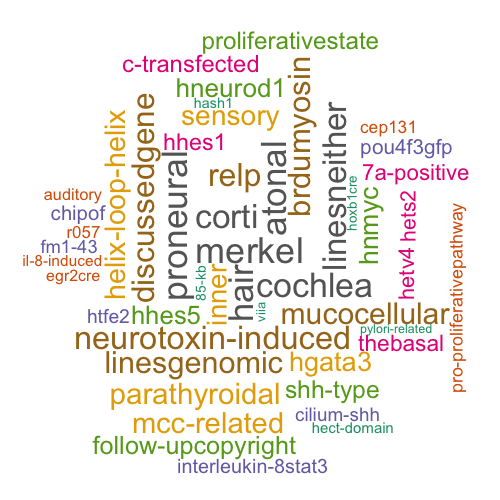 proliferativestate
c-transfected
hneurod1
hash1
sensory
hhes1
relp
brdumyosin
cep131
pou4f3gfp
7a-positive
helix-loop-helix
discussedgene
proneural
corti
atonal
linesneither
hoxb1cre
hnmyc
hets2
hetv4
auditory
chipof
r057
fm1-43
il-8-induced
egr2cre
merkel
85-kb
inner
hair
viia
cochlea
pro-proliferativepathway
htfe2
hhes5
mucocellular
pylori-related
neurotoxin-induced
thebasal
linesgenomic
hgata3
parathyroidal
shh-type
mcc-related
cilium-shh
hect-domain
follow-upcopyright
interleukin-8stat3